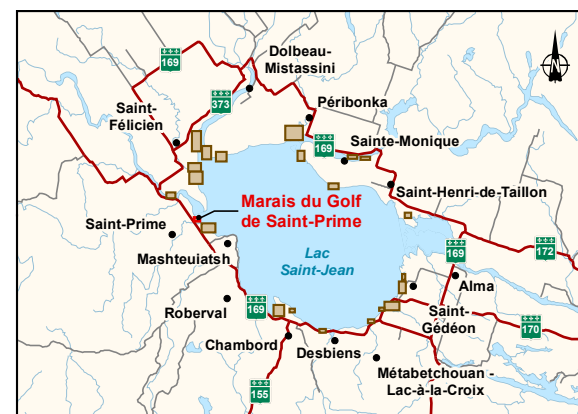 Dolbeau-
Mistassini
169
373
Péribonka
Saint-
Félicien
169
Sainte-Monique
Saint-Henri-de-Taillon
Marais du Golf
de Saint-Prime
Saint-Prime
Mashteuiatsh
Lac
Saint-Jean
169
172
Alma
Roberval
169
Saint-
Gédéon
170
Chambord
Desbiens
Métabetchouan -
Lac-à-la-Croix
155